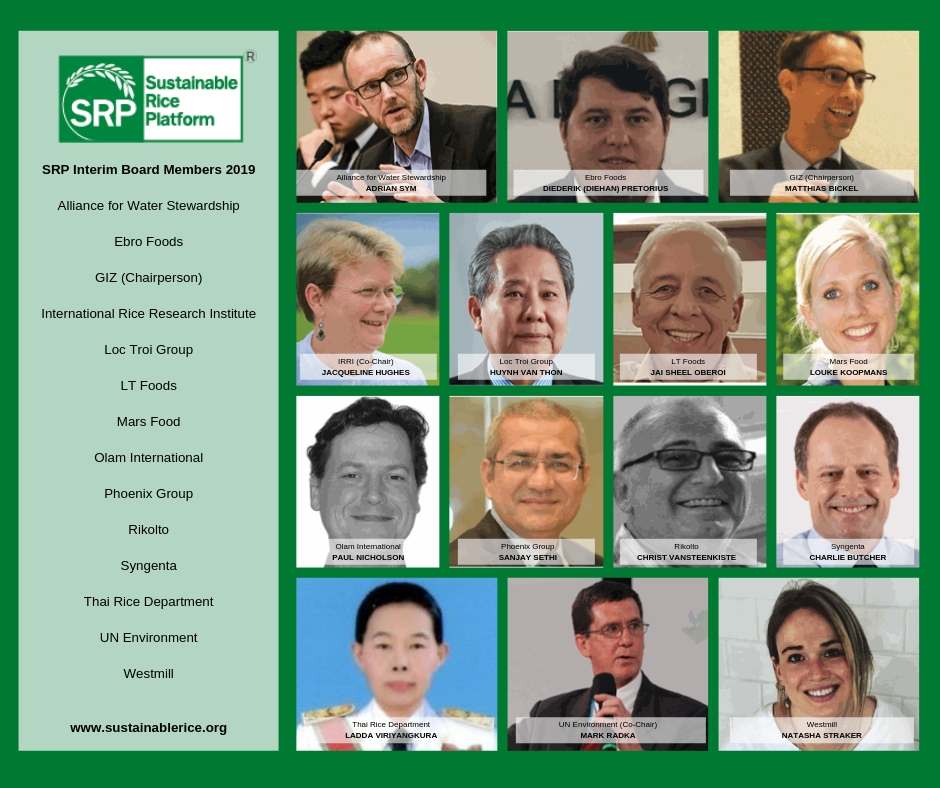 SRP
Sustainable
Rice
Platform
®
SRP Interim Board Members 2019
Alliance for Water Stewardship
Ebro Foods
GIZ (Chairperson)
International Rice Research Institute
Loc Troi Group
LT Foods
Mars Food
Olam International
Phoenix Group
Rikolto
Syngenta
Thai Rice Department
UN Environment
Westmill
www.sustainablerice.org
Alliance for Water Stewardship
ADRIAN SYM
Ebro Foods
DIEDERIK (DIEHAN) PRETORIUS
GIZ (Chairperson)
MATTHIAS BICKEL
IRRI (Co-Chair)
JACQUELINE HUGHES
Loc Troi Group
HUYNH VAN THON
LT Foods
JAI SHEEL OBEROI
Mars Food
LOUKE KOOPMANS
Olam International
PAUL NICHOLSON
Phoenix Group
SANJAY SETHI
Rikolto
CHRIST VANSTEENKISTE
Syngenta
CHARLIE BUTCHER
Thai Rice Department
LADDA VIRIYANGKURA
UN Environment (Co-Chair)
MARK RADKA
Westmill
NATASHA STRAKER